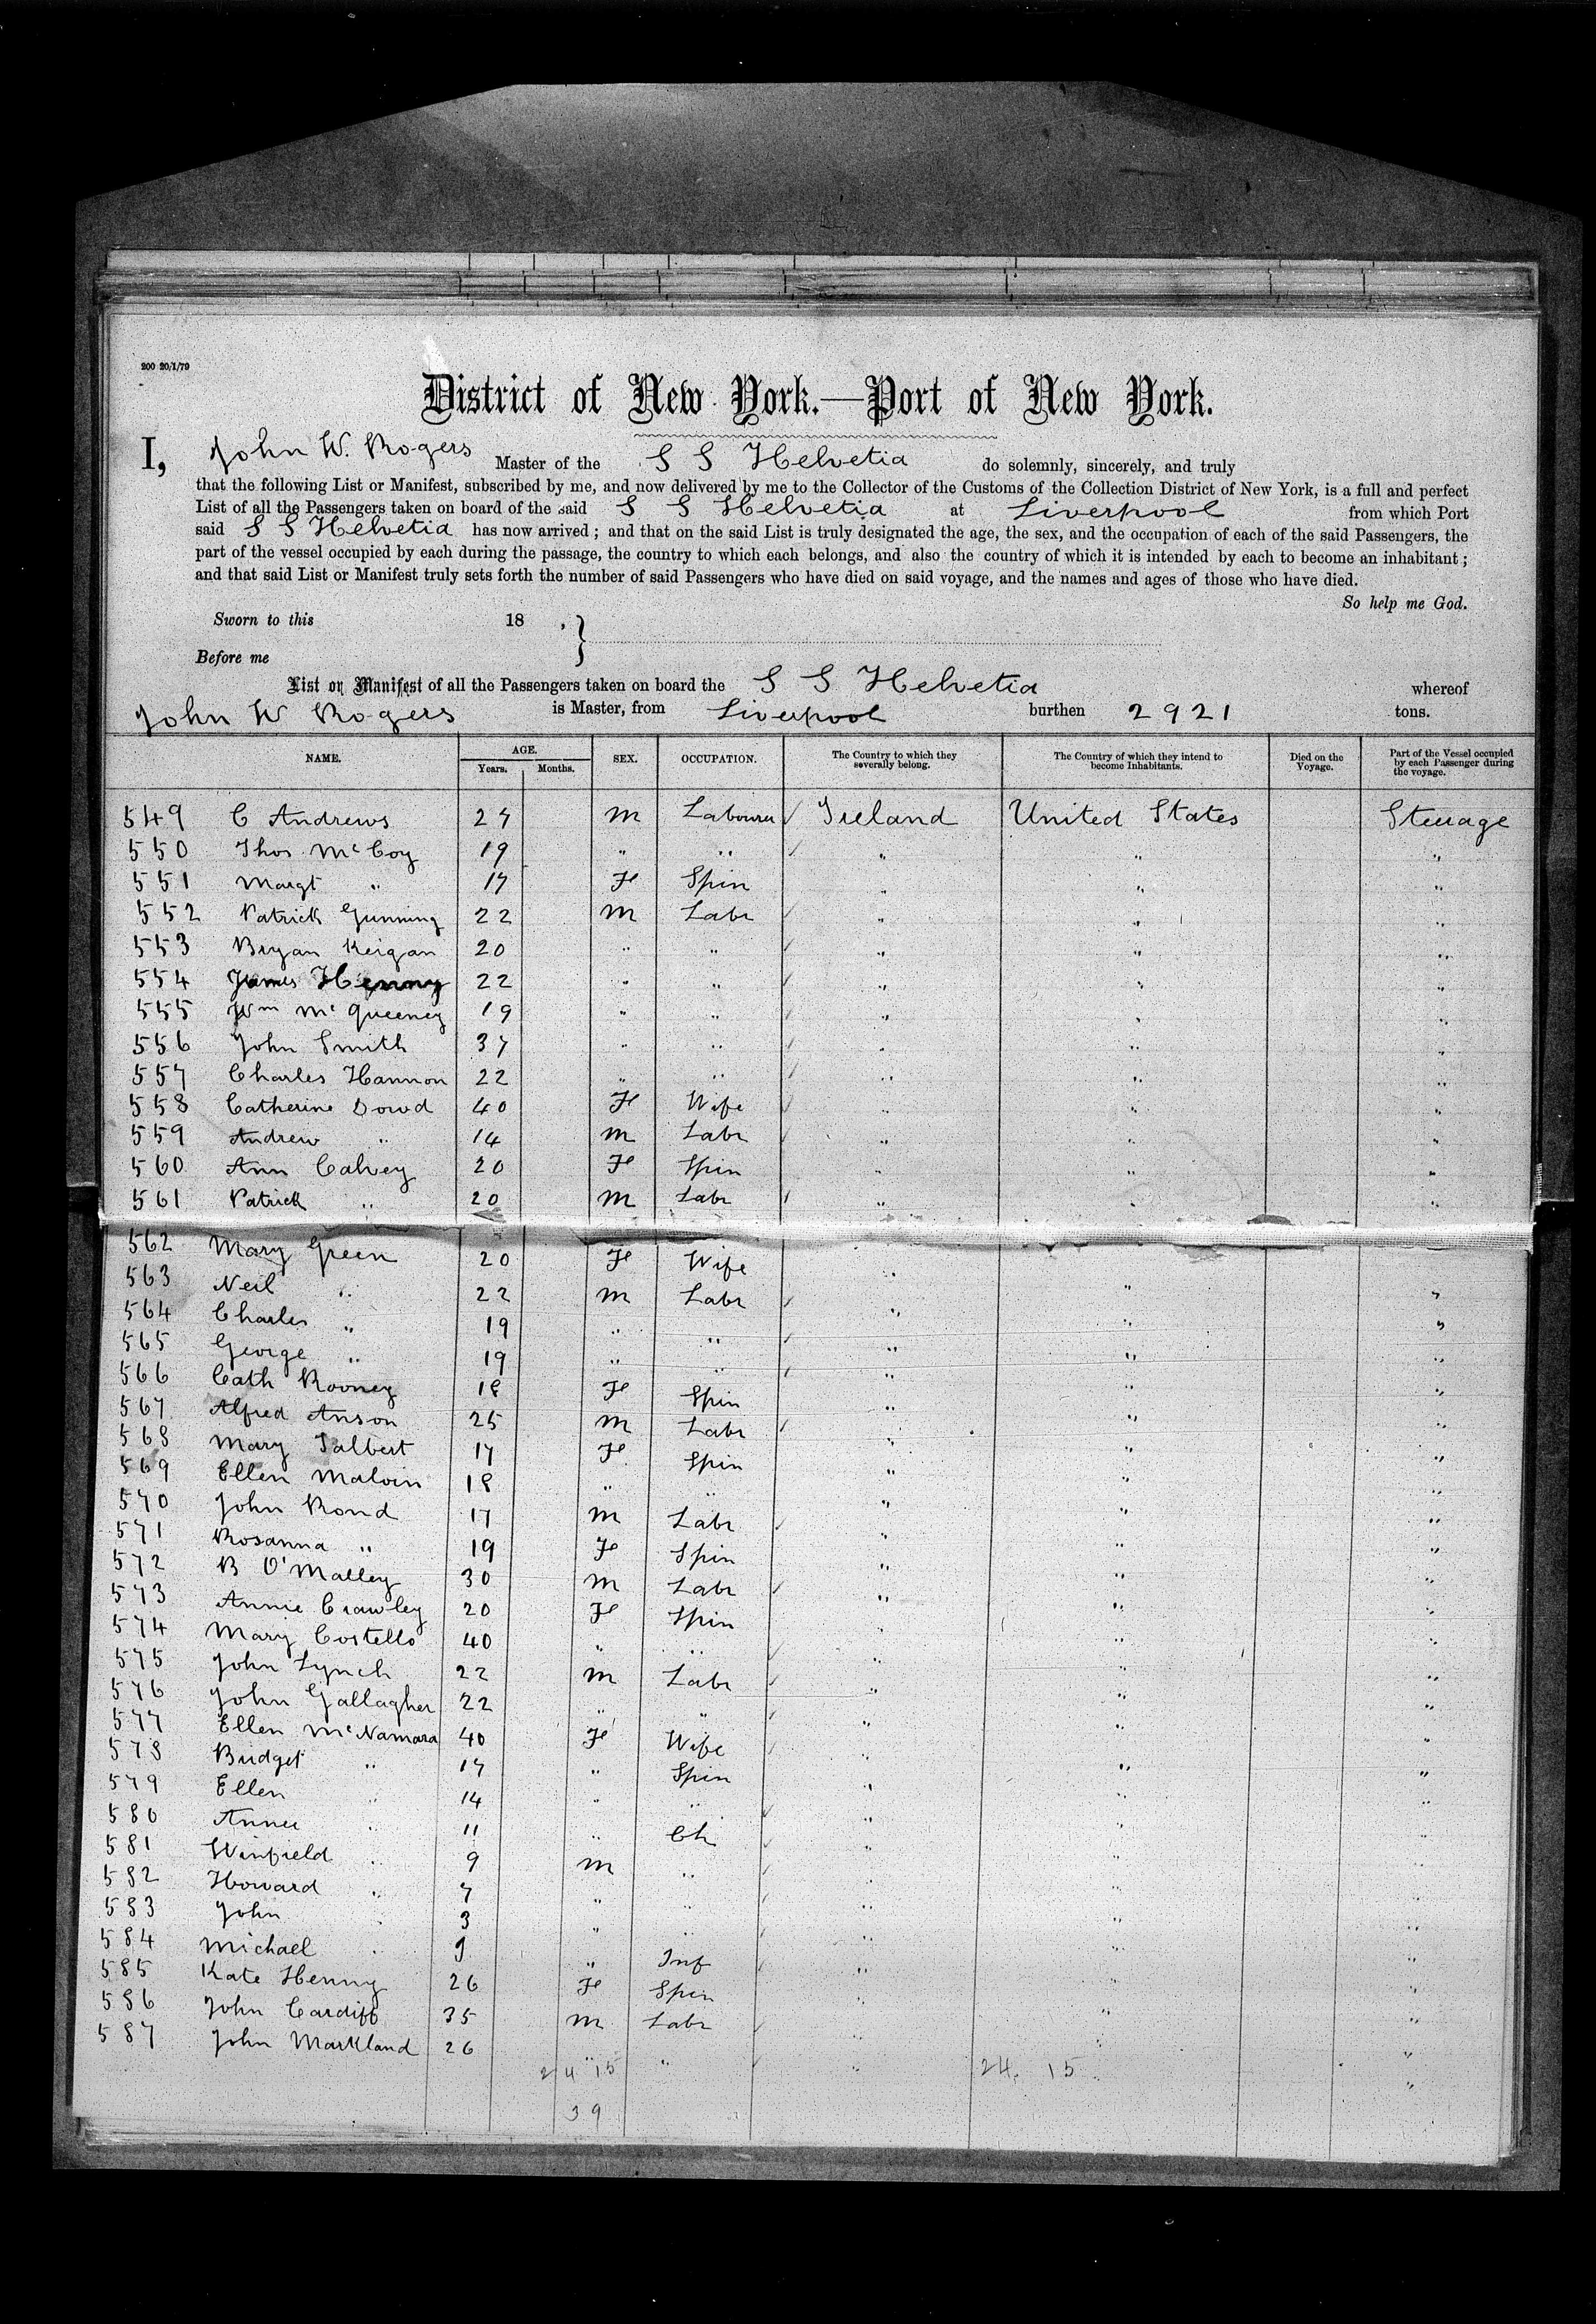 200 20/1/79
District of New York.—Port of New York.
I, John W. Rogers Master of the S S Helvetia do solemnly, sincerely, and truly
that the following List or Manifest, subscribed by me, and now delivered by me to the Collector of the Customs of the Collection District of New York, is a full and perfect
List of all the Passengers taken on board of the said S S Helvetia at Liverpool from which Port
said S S Helvetia has now arrived; and that on the said List is truly designated the age, the sex, and the occupation of each of the said Passengers, the
part of the vessel occupied by each during the passage, the country to which each belongs, and also the country of which it is intended by each to become an inhabitant;
and that said List or Manifest truly sets forth the number of said Passengers who have died on said voyage, and the names and ages of those who have died.
So help me God.
Sworn to this 18 , }
Before me
List or Manifest of all the Passengers taken on board the S S Helvetia whereof
John W Rogers is Master, from Liverpool burthen 2921 tons.
NAME. AGE. Years. Months. SEX. OCCUPATION. The Country to which they severally belong. The Country of which they intend to become Inhabitants. Died on the Voyage. Part of the Vessel occupied by each Passenger during the voyage.
549 C Andrews 27 M Labourer Ireland United States Steerage
550 Thos McCoy 19 " " " " "
551 Margt " 17 F Spin " " "
552 Patrick Gunning 22 M Labr " " "
553 Bryan Keigan 20 " " " " "
554 James Henny 22 " " " " "
555 Wm McQueeney 19 " " " " "
556 John Smith 37 " " " " "
557 Charles Hannon 22 " " " " "
558 Catherine Dowd 40 F Wife " " "
559 Andrew " 14 M Labr " " "
560 Ann Calvey 20 F Spin " " "
561 Patrick " 20 M Labr " " "
562 Mary Green 20 F Wife "
563 Neil " 22 M Labr " " "
564 Charles " 19 " " " " "
565 George " 19 " " " " "
566 Cath Rooney 18 F Spin " " "
567 Alfred Anson 25 M Labr " " "
568 Mary Talbert 17 F Spin " " "
569 Ellen Malvin 18 " " " " "
570 John Rond 17 M Labr " " "
571 Rosanna " 19 F Spin " " "
572 B O'Malley 30 M Labr " " "
573 Annie Crawley 20 F Spin " " "
574 Mary Costello 40 " " " " "
575 John Lynch 22 M Labr " " "
576 John Gallagher 22 " " " " "
577 Ellen McNamara 40 F Wife " " "
578 Bridget " 17 " Spin " " "
579 Ellen " 14 " " " " "
580 Annie " 11 " Ch " " "
581 Winfield " 9 M " " " "
582 Howard " 7 " " " " "
583 John " 3 " " " " "
584 Michael " " Inf " " "
585 Kate Henny 26 F Spin " " "
586 John Cardiff 35 M Labr " " "
587 John Markland 26 " " " "
24 15 24. 15
39